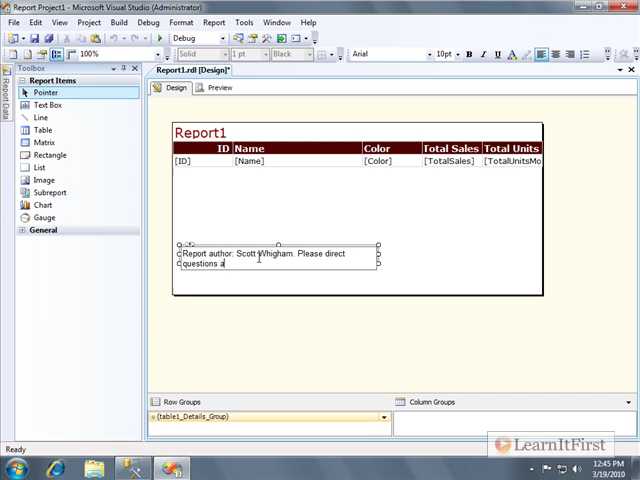 Report Project1 - Microsoft Visual Studio (Administrator)
File Edit View Project Build Debug Format Report Tools Window Help
Debug
100% Solid 1 pt Black Arial 10pt B I U
Report Data
Toolbox
Report Items
Pointer
Text Box
Line
Table
Matrix
Rectangle
List
Image
Subreport
Chart
Gauge
General
Report1.rdl [Design]*
Design Preview
Report1
ID Name Color Total Sales Total Units
[ID] [Name] [Color] [TotalSales] [TotalUnitsMo
Report author: Scott Whigham. Please direct
questions a
Row Groups Column Groups
(table1_Details_Group)
Ready
LearnItFirst
12:45 PM
3/19/2010